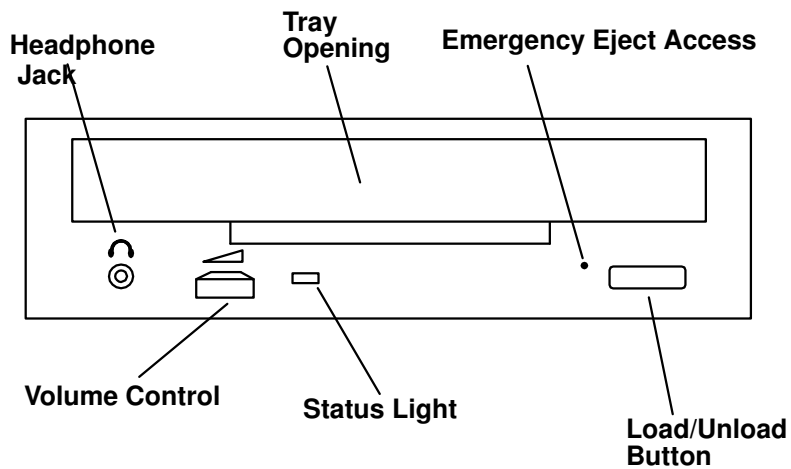 Headphone
Jack
Tray
Opening
Emergency Eject Access
Volume Control
Status Light
Load/Unload
Button